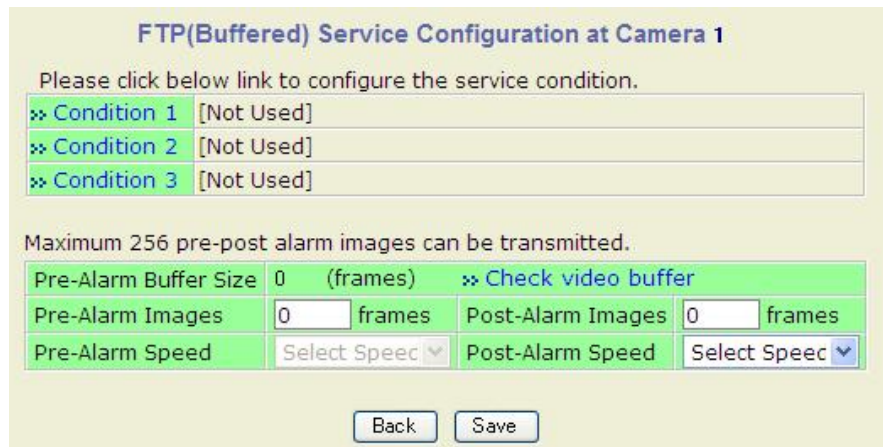 FTP(Buffered) Service Configuration at Camera 1
Please click below link to configure the service condition.
» Condition 1 [Not Used]
» Condition 2 [Not Used]
» Condition 3 [Not Used]
Maximum 256 pre-post alarm images can be transmitted.
Pre-Alarm Buffer Size 0 (frames) » Check video buffer
Pre-Alarm Images 0 frames Post-Alarm Images 0 frames
Pre-Alarm Speed Select Speec Post-Alarm Speed Select Speec
Back Save